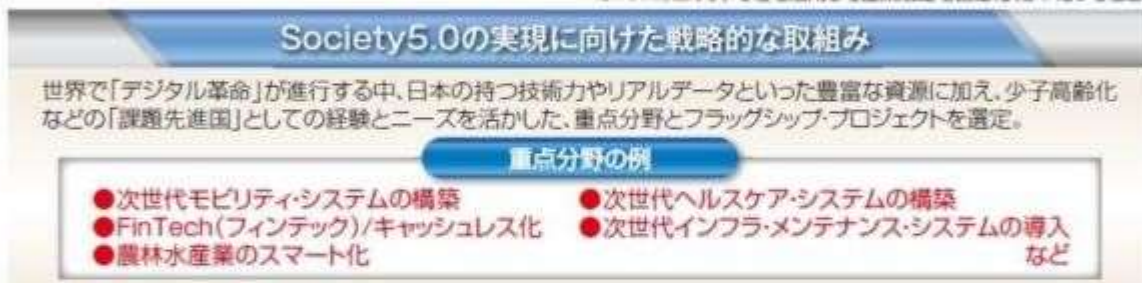 Society5.0の実現に向けた戦略的な取組み
世界で「デジタル革命」が進行する中、日本の持つ技術力やリアルデータといった豊富な資源に加え、少子高齢化
などの「課題先進国」としての経験とニーズを活かした、重点分野とフラッグシップ・プロジェクトを選定。
重点分野の例
●次世代モビリティ・システムの構築
●FinTech(フィンテック)/キャッシュレス化
●農林水産業のスマート化
●次世代ヘルスケア・システムの構築
●次世代インフラ・メンテナンス・システムの導入
など